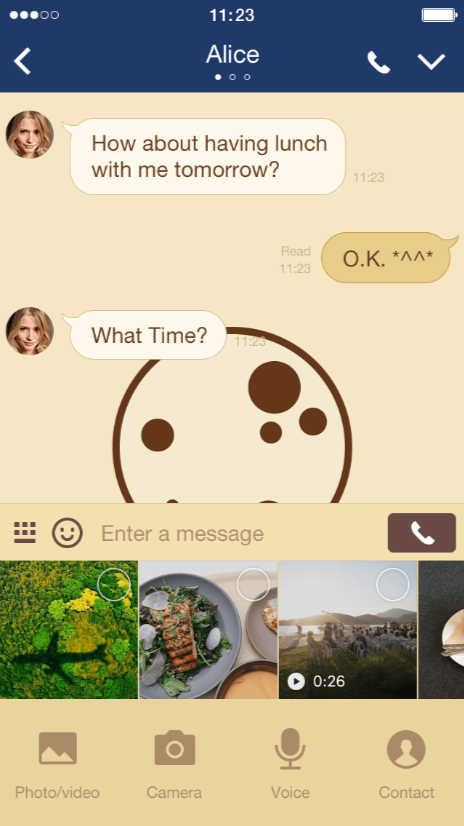 11:23
Alice
How about having lunch
with me tomorrow?
11:23
Read
11:23
O.K. *^^*
What Time?
11:23
Enter a message
0:26
Photo/video
Camera
Voice
Contact